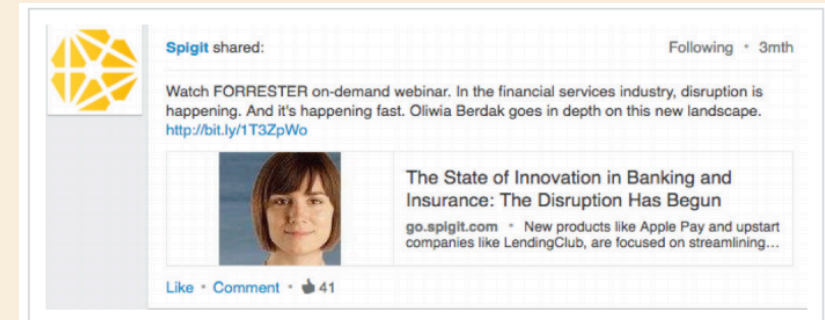 Spigit shared:
Following • 3mth
Watch FORRESTER on-demand webinar. In the financial services industry, disruption is
happening. And it's happening fast. Oliwia Berdak goes in depth on this new landscape.
http://bit.ly/1T3ZpWo
The State of Innovation in Banking and
Insurance: The Disruption Has Begun
go.spigit.com • New products like Apple Pay and upstart
companies like LendingClub, are focused on streamlining...
Like • Comment • 41